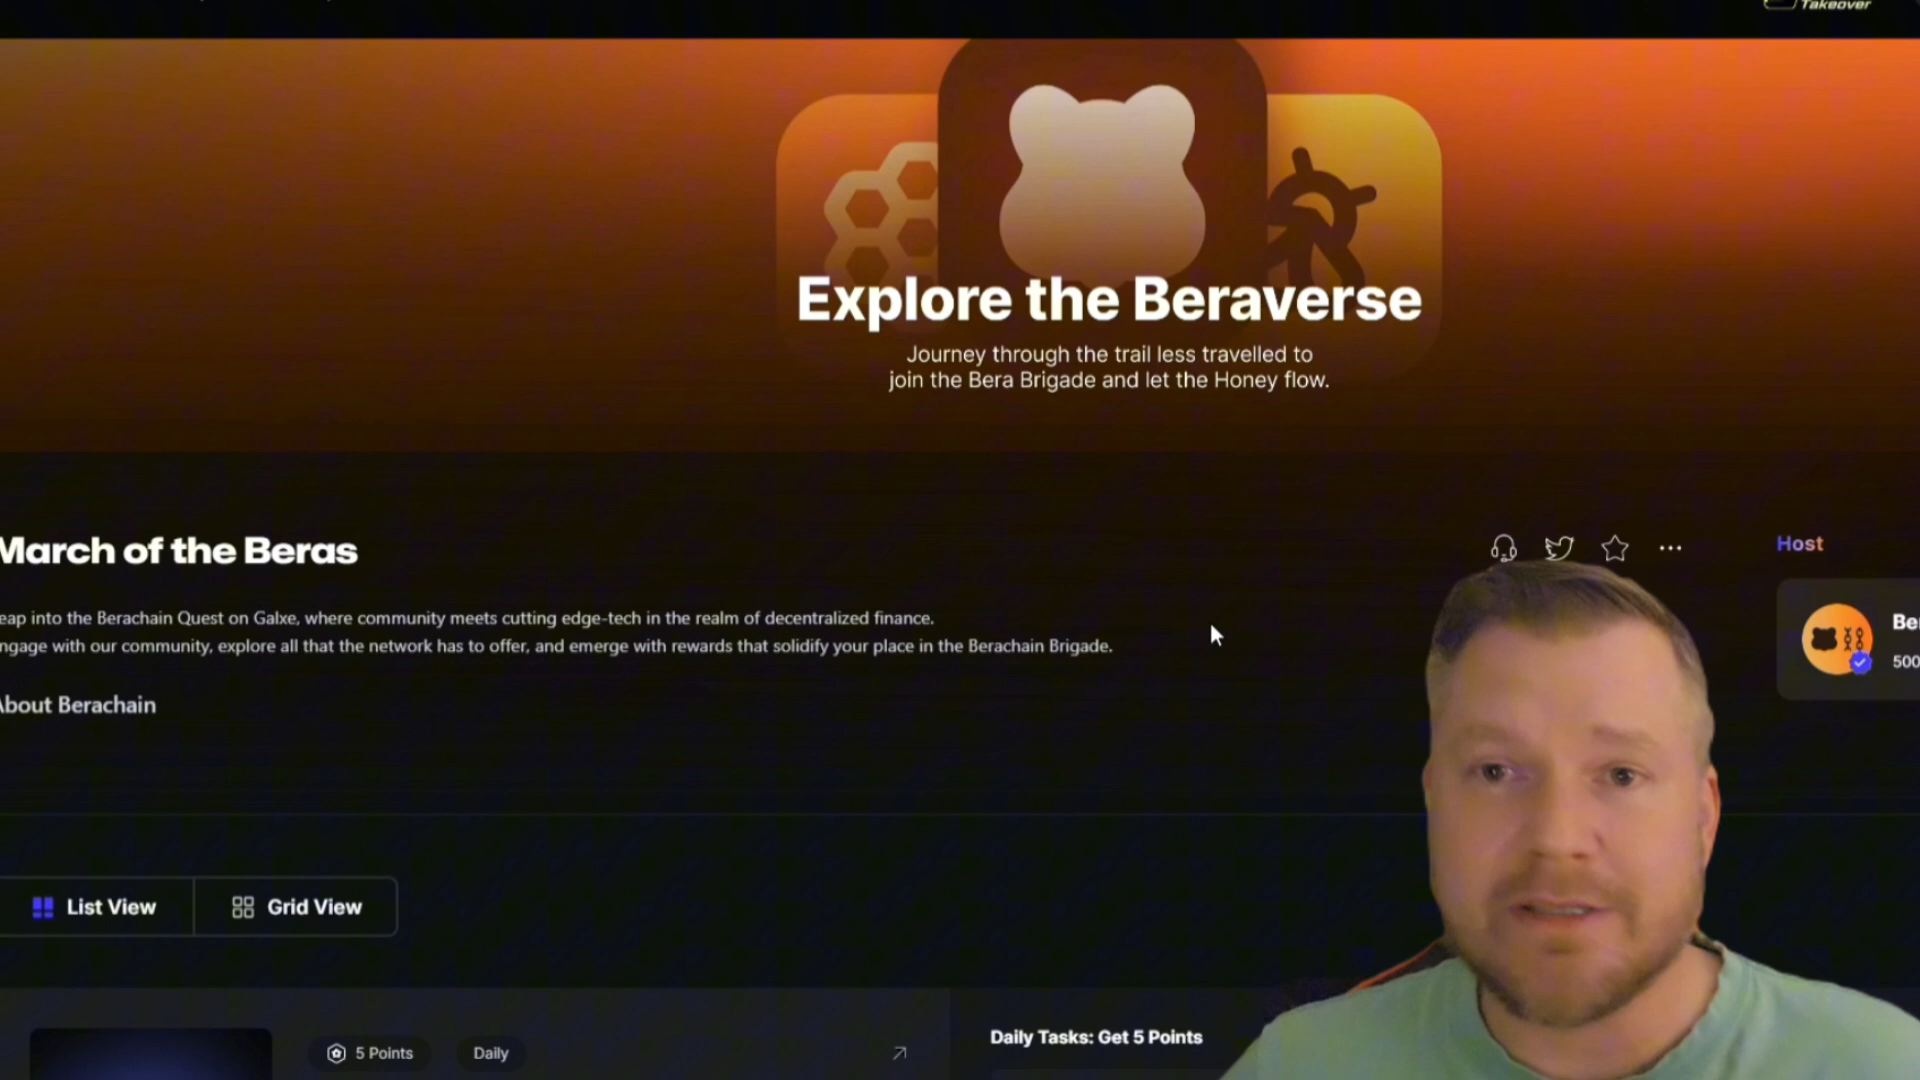 Takeover
Explore the Beraverse
Journey through the trail less travelled to
join the Bera Brigade and let the Honey flow.
March of the Beras
Host
eap into the Berachain Quest on Galxe, where community meets cutting edge-tech in the realm of decentralized finance.
ngage with our community, explore all that the network has to offer, and emerge with rewards that solidify your place in the Berachain Brigade.
Be
500
About Berachain
List View
Grid View
5 Points
Daily
Daily Tasks: Get 5 Points